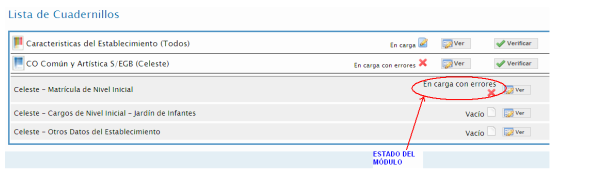 Lista de Cuadernillos
Características del Establecimiento (Todos) En carga Ver Verificar
CO Común y Artística S/EGB (Celeste) En carga con errores Ver Verificar
Celeste - Matrícula de Nivel Inicial En carga con errores Ver
Celeste - Cargos de Nivel Inicial - Jardín de Infantes Vacío Ver
Celeste - Otros Datos del Establecimiento Vacío Ver
ESTADO DEL
MÓDULO